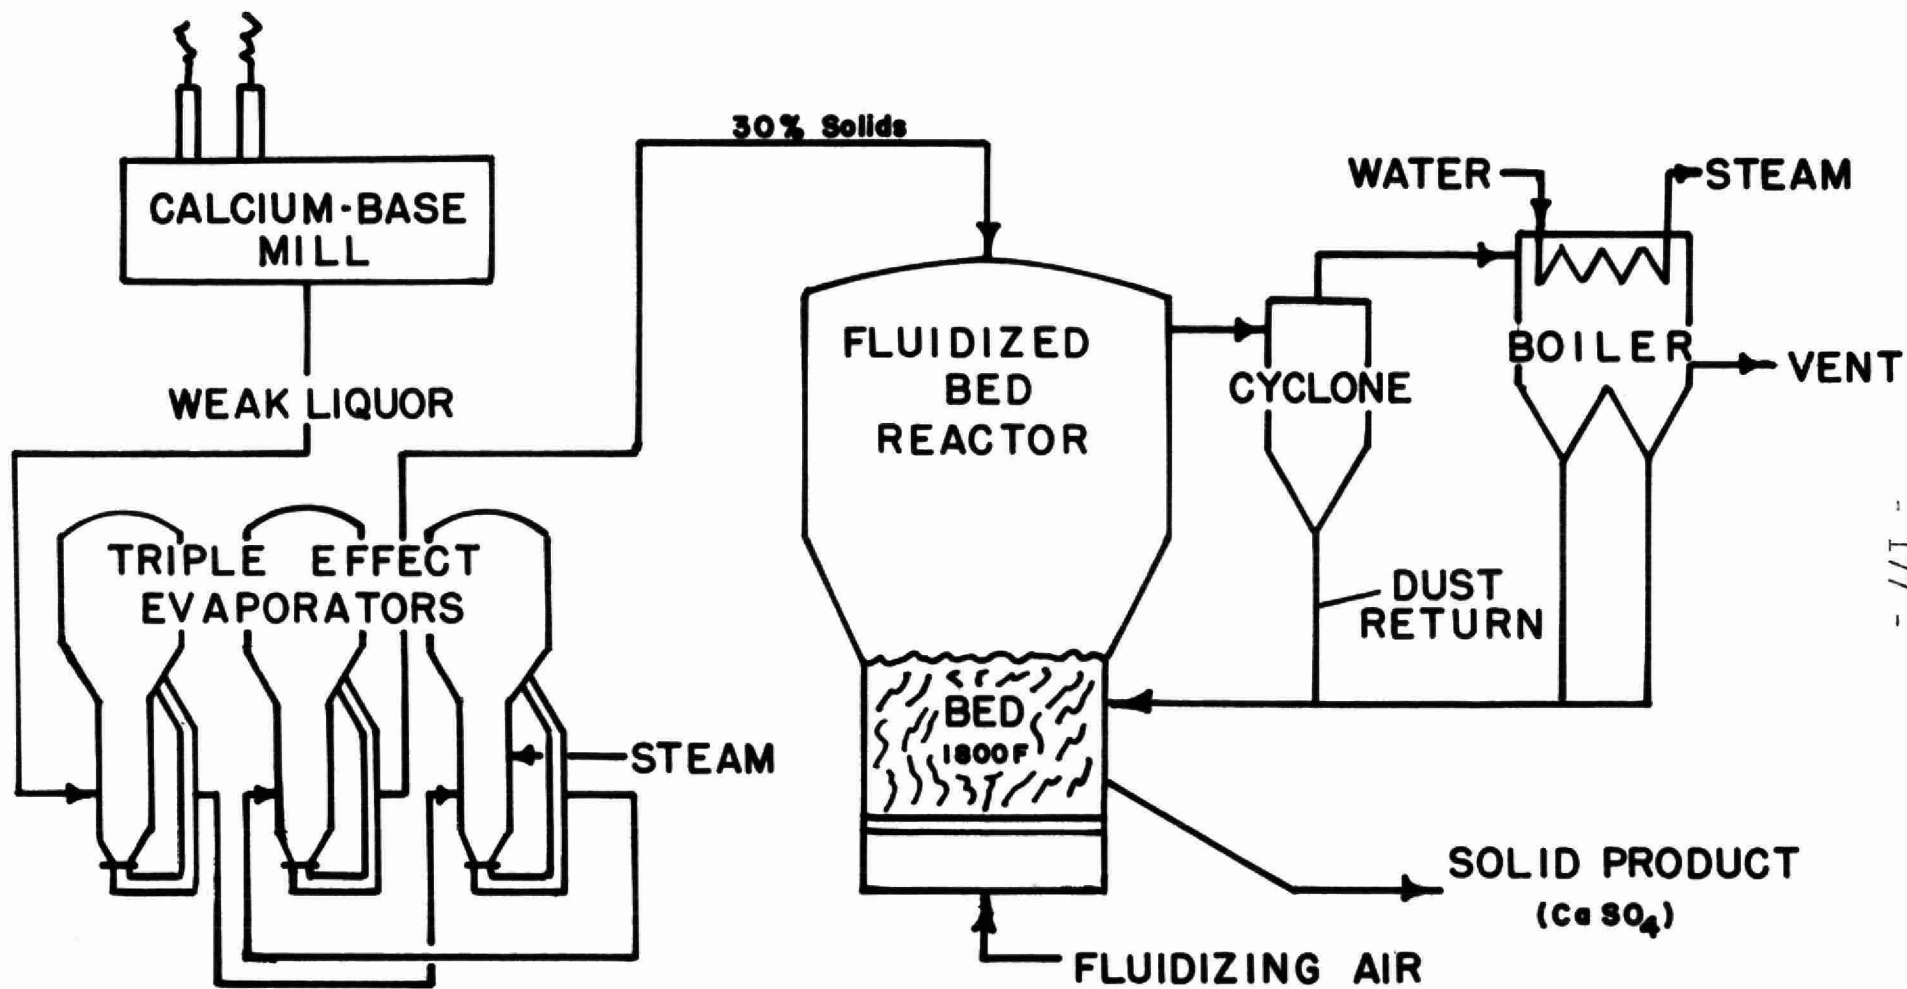 30% Solids
CALCIUM-BASE
MILL
WATER
STEAM
FLUIDIZED
BED
REACTOR
CYCLONE
BOILER
VENT
WEAK LIQUOR
TRIPLE EFFECT
EVAPORATORS
DUST
RETURN
BED
1800F
STEAM
SOLID PRODUCT
(CaSO4)
FLUIDIZING AIR